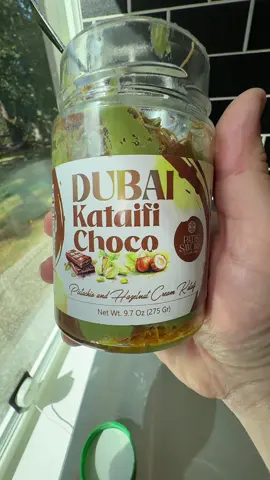 DUBAI
Kataifi
Choco
Pistachio and Hazelnut Cream
Net Wt. 9.7 Oz (275 Gr)